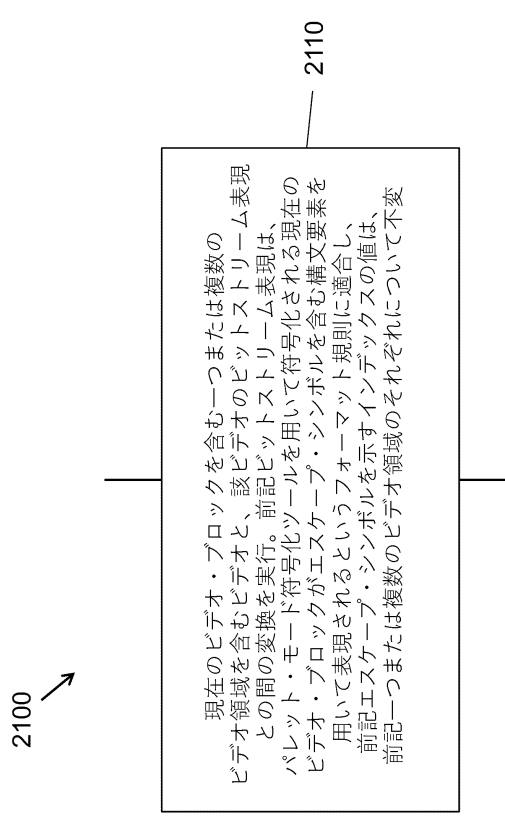 2100
2110
現在のビデオ・ブロックを含む一つまたは複数の
ビデオ領域を含むビデオと、該ビデオのビットストリーム表現
との間の変換を実行。前記ビットストリーム表現は、
パレット・モード符号化ツールを用いて符号化される現在の
ビデオ・ブロックがエスケープ・シンボルを含む構文要素を
用いて表現されるというフォーマット規則に適合し、
前記エスケープ・シンボルを示すインデックスの値は、
前記一つまたは複数のビデオ領域のそれぞれについて不変